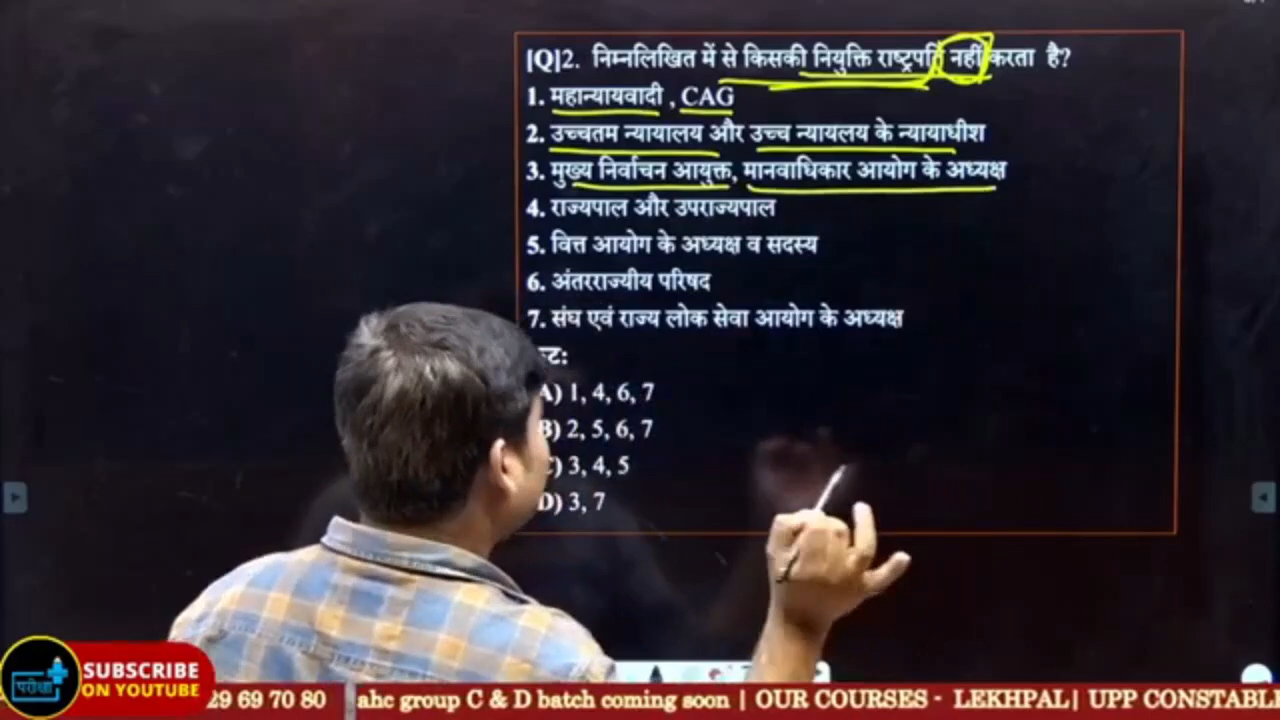 [Q]2. निम्नलिखित में से किसकी नियुक्ति राष्ट्रपति नहीं करता है?
1. महान्यायवादी , CAG
2. उच्चतम न्यायालय और उच्च न्यायलय के न्यायाधीश
3. मुख्य निर्वाचन आयुक्त, मानवाधिकार आयोग के अध्यक्ष
4. राज्यपाल और उपराज्यपाल
5. वित्त आयोग के अध्यक्ष व सदस्य
6. अंतरराज्यीय परिषद
7. संघ एवं राज्य लोक सेवा आयोग के अध्यक्ष
A) 1, 4, 6, 7
B) 2, 5, 6, 7
C) 3, 4, 5
D) 3, 7
परीक्षा
SUBSCRIBE
ON YOUTUBE
29 69 70 80 ahc group C & D batch coming soon | OUR COURSES - LEKHPAL| UPP CONSTABLE